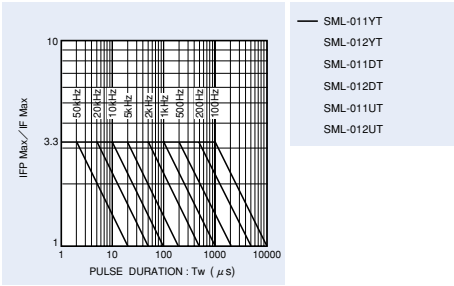 10
3.3
1
IFP Max／IF Max
50kHz
20kHz
10kHz
5kHz
2kHz
1kHz
500Hz
200Hz
100Hz
1 10 100 1000 10000
PULSE DURATION : Tw ( μ s)
SML-011YT
SML-012YT
SML-011DT
SML-012DT
SML-011UT
SML-012UT